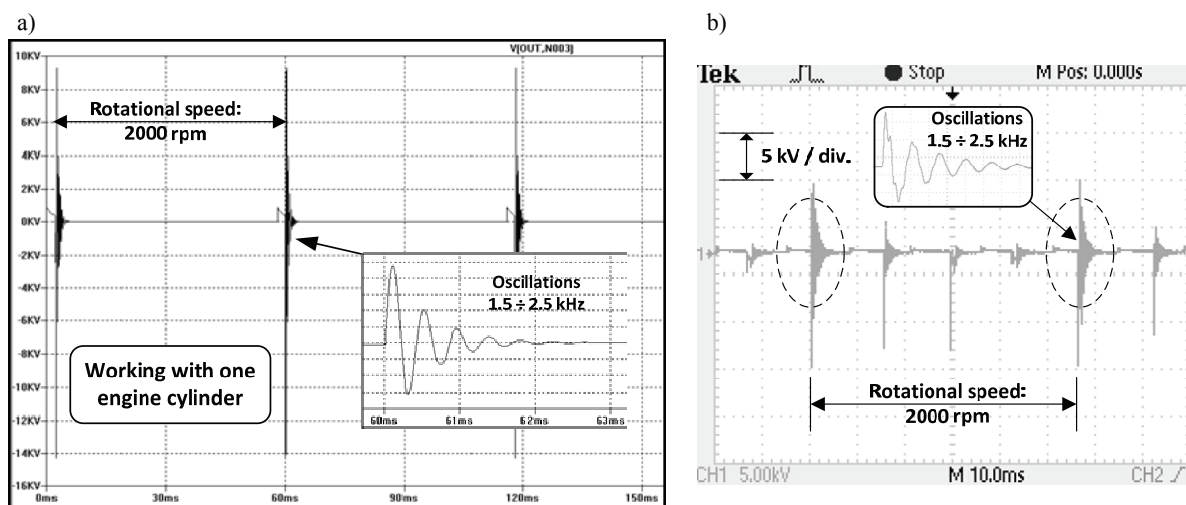 a)
V(OUT,N003)
10KV
8KV
6KV
4KV
2KV
0KV
-2KV
-4KV
-6KV
-8KV
-10KV
-12KV
-14KV
-16KV
Rotational speed:
2000 rpm
Oscillations
1.5 ÷ 2.5 kHz
60ms
61ms
62ms
63ms
Working with one
engine cylinder
0ms
30ms
60ms
90ms
120ms
150ms
b)
Tek
Stop
M Pos: 0.000s
Oscillations
1.5 ÷ 2.5 kHz
5 kV / div.
1
Rotational speed:
2000 rpm
CH1 5.00kV
M 10.0ms
CH2